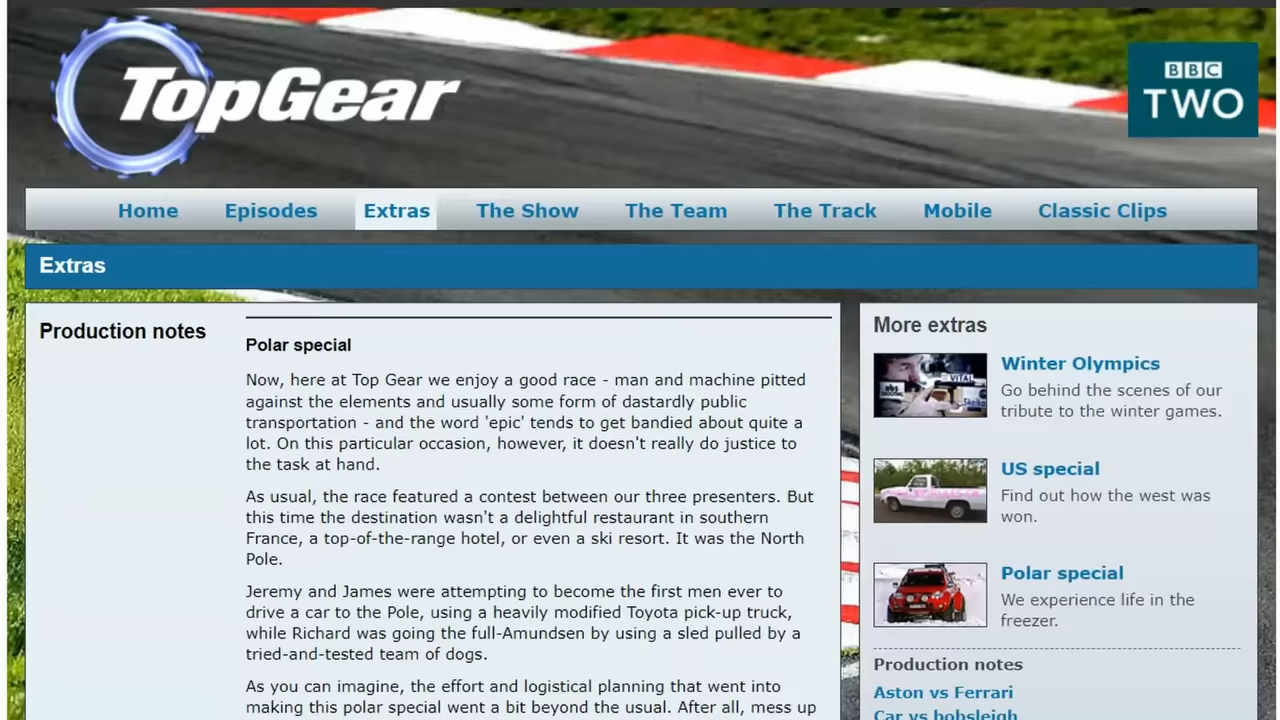 TopGear
BBC
TWO
Home Episodes Extras The Show The Team The Track Mobile Classic Clips
Extras
Production notes
Polar special
Now, here at Top Gear we enjoy a good race - man and machine pitted
against the elements and usually some form of dastardly public
transportation - and the word 'epic' tends to get bandied about quite a
lot. On this particular occasion, however, it doesn't really do justice to
the task at hand.
As usual, the race featured a contest between our three presenters. But
this time the destination wasn't a delightful restaurant in southern
France, a top-of-the-range hotel, or even a ski resort. It was the North
Pole.
Jeremy and James were attempting to become the first men ever to
drive a car to the Pole, using a heavily modified Toyota pick-up truck,
while Richard was going the full-Amundsen by using a sled pulled by a
tried-and-tested team of dogs.
As you can imagine, the effort and logistical planning that went into
making this polar special went a bit beyond the usual. After all, mess up
More extras
Winter Olympics
Go behind the scenes of our
tribute to the winter games.
US special
Find out how the west was
won.
Polar special
We experience life in the
freezer.
Production notes
Aston vs Ferrari
Car vs bobsleigh